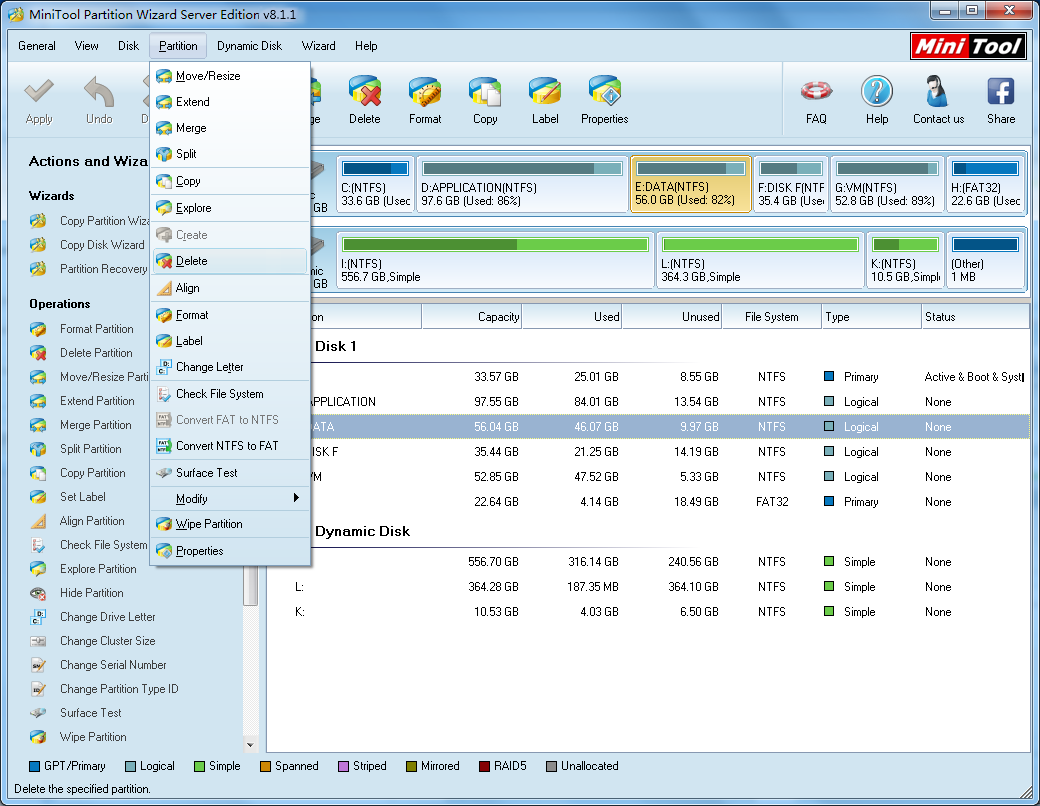 MiniTool Partition Wizard Server Edition v8.1.1
General View Disk Partition Dynamic Disk Wizard Help
Mini Tool
Apply Undo D ge Delete Format Copy Label Properties FAQ Help Contact us Share
Move/Resize
Extend
Merge
Split
Copy
Explore
Create
Delete
Align
Format
Label
Change Letter
Check File System
Convert FAT to NTFS
Convert NTFS to FAT
Surface Test
Modify
Wipe Partition
Properties
Actions and Wiza
Wizards
Copy Partition Wiza
Copy Disk Wizard
Partition Recovery
Operations
Format Partition
Delete Partition
Move/Resize Parti
Extend Partition
Merge Partition
Split Partition
Copy Partition
Set Label
Align Partition
Check File System
Explore Partition
Hide Partition
Change Drive Letter
Change Cluster Size
Change Serial Number
Change Partition Type ID
Surface Test
Wipe Partition
GB
C:(NTFS)
33.6 GB (Used
D:APPLICATION(NTFS)
97.6 GB (Used: 86%)
E:DATA(NTFS)
56.0 GB (Used: 82%)
F:DISK F(NTF
35.4 GB (Used
G:VM(NTFS)
52.8 GB (Used: 89%)
H:(FAT32)
22.6 GB (Used
mic
GB
I:(NTFS)
556.7 GB,Simple
L:(NTFS)
364.3 GB,Simple
K:(NTFS)
10.5 GB,Simple
(Other)
1 MB
on Capacity Used Unused File System Type Status
Disk 1
33.57 GB 25.01 GB 8.55 GB NTFS Primary Active & Boot & Syst
APPLICATION 97.55 GB 84.01 GB 13.54 GB NTFS Logical None
DATA 56.04 GB 46.07 GB 9.97 GB NTFS Logical None
ISK F 35.44 GB 21.25 GB 14.19 GB NTFS Logical None
VM 52.85 GB 47.52 GB 5.33 GB NTFS Logical None
22.64 GB 4.14 GB 18.49 GB FAT32 Primary None
Dynamic Disk
556.70 GB 316.14 GB 240.56 GB NTFS Simple None
L: 364.28 GB 187.35 MB 364.10 GB NTFS Simple None
K: 10.53 GB 4.03 GB 6.50 GB NTFS Simple None
GPT/Primary Logical Simple Spanned Striped Mirrored RAID5 Unallocated
Delete the specified partition.